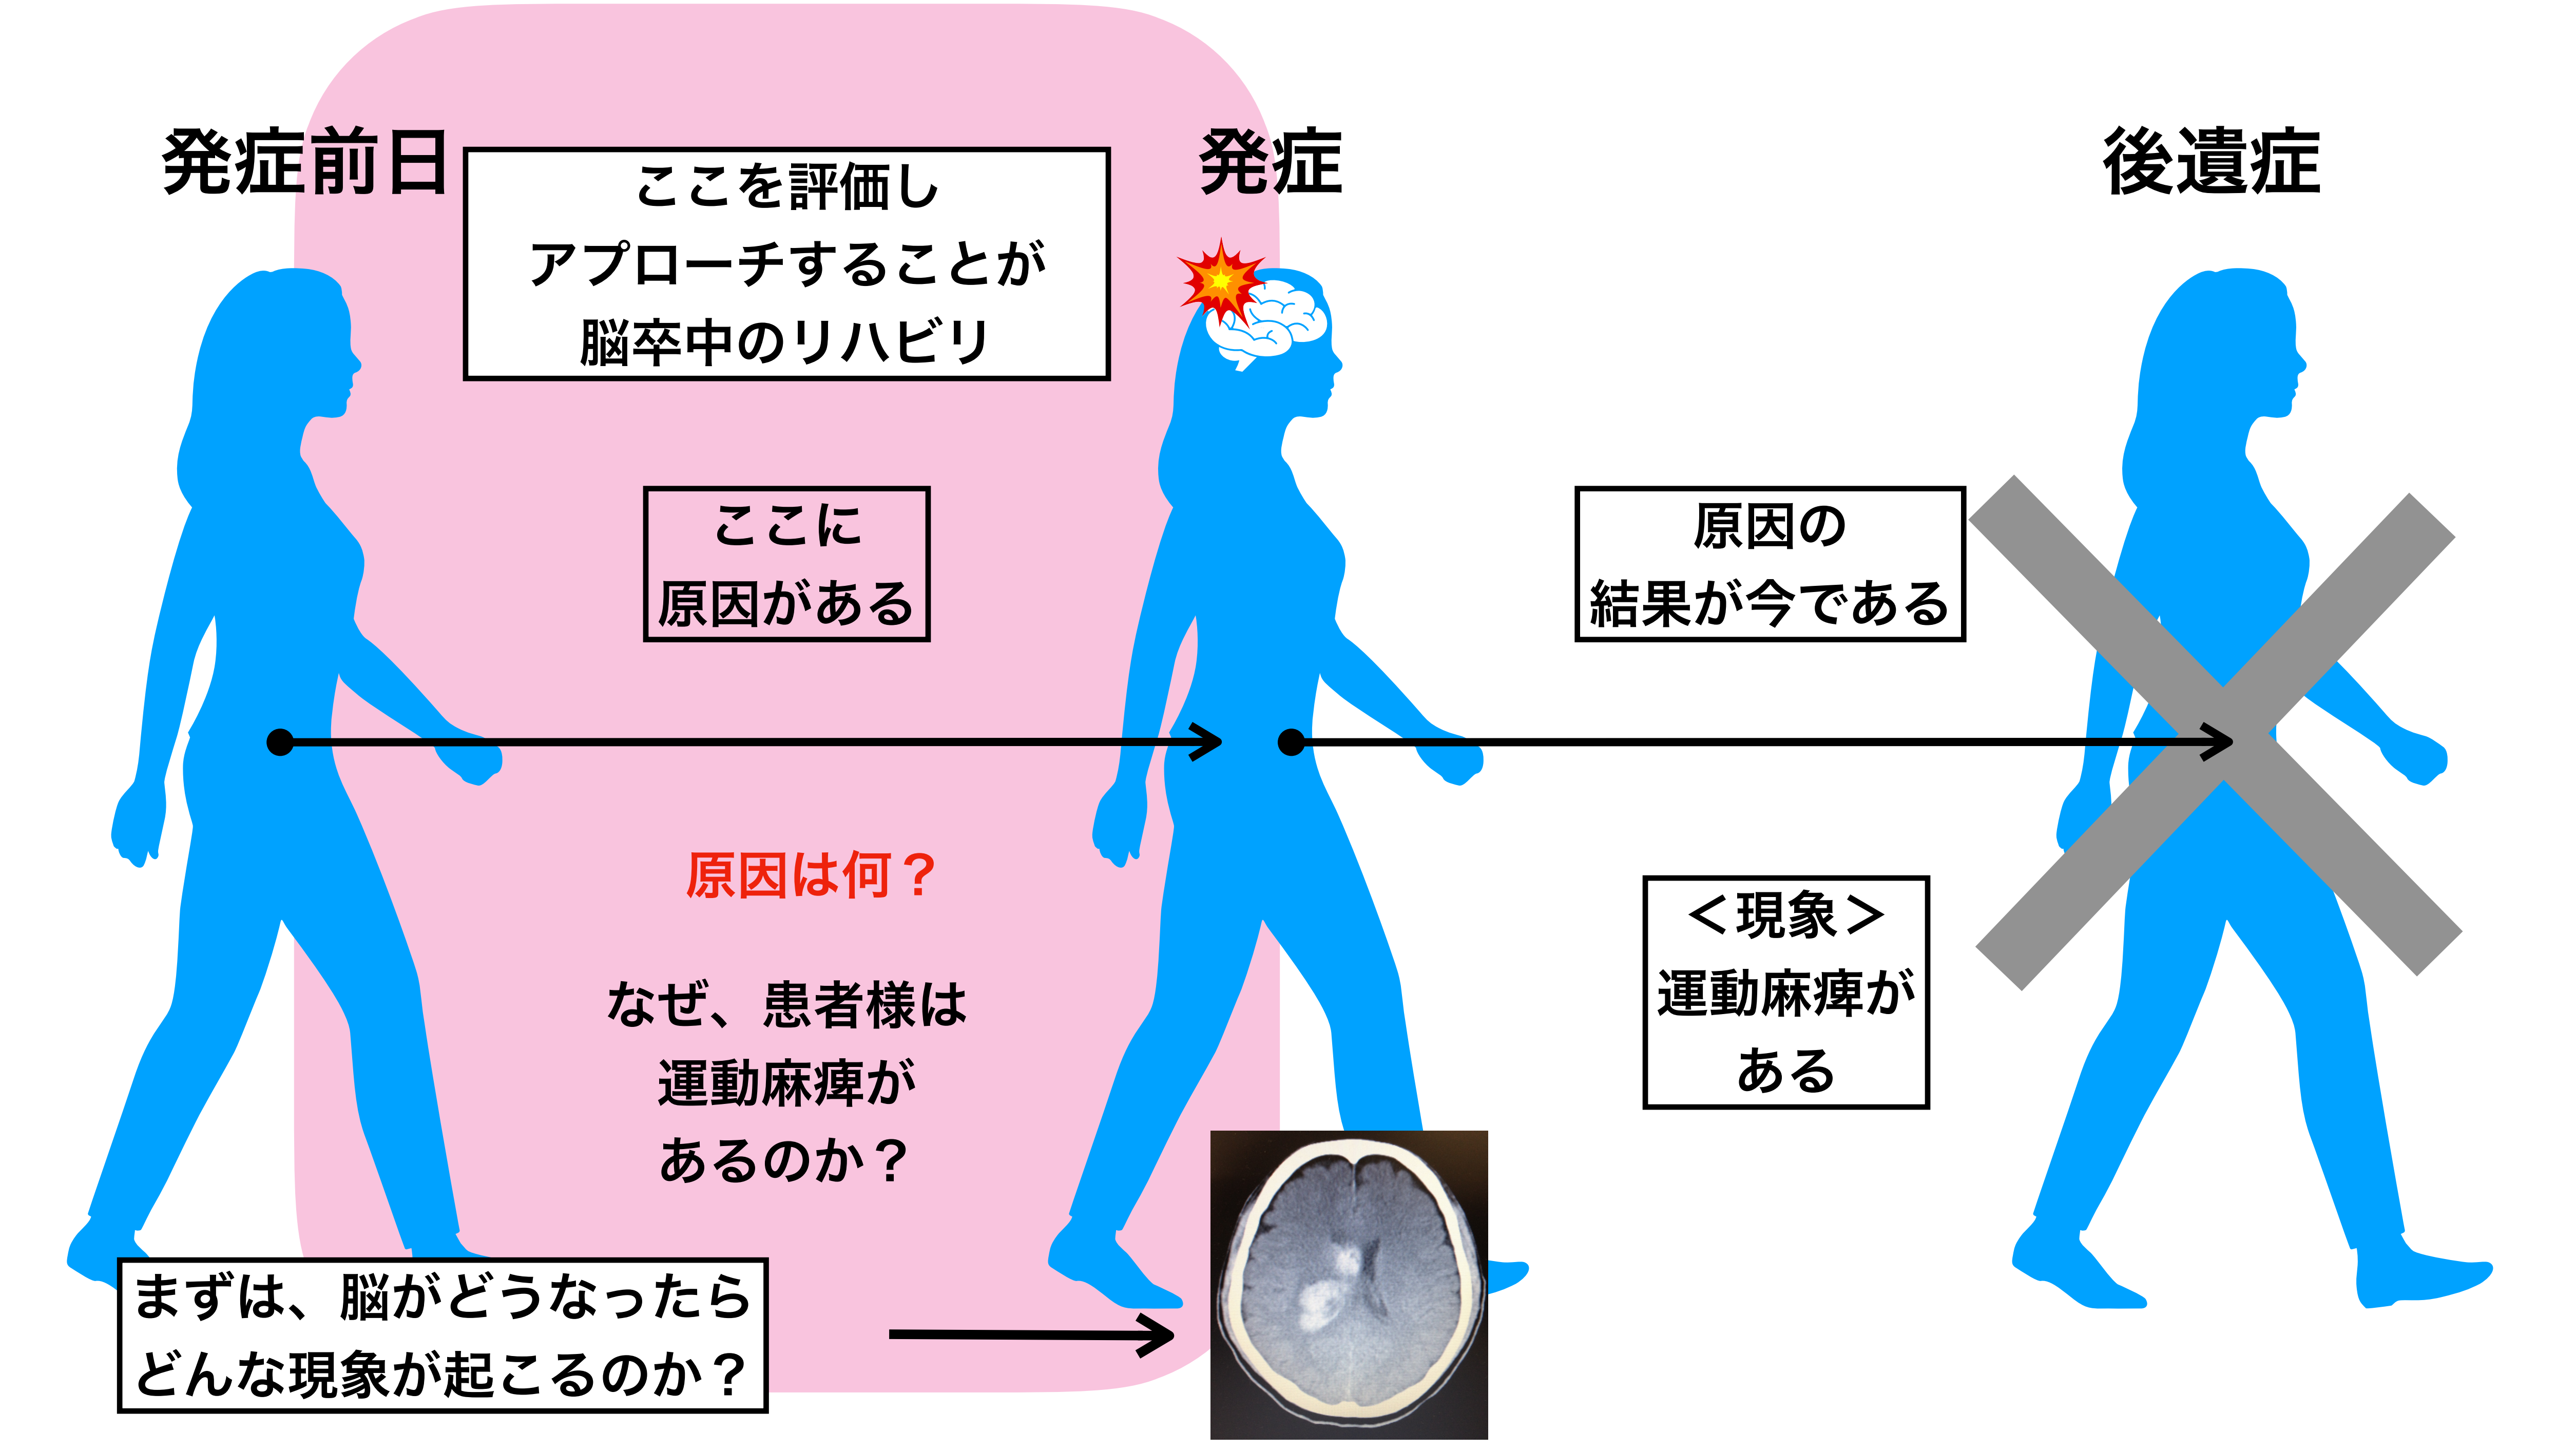 発症前日
発症
後遺症
ここを評価し
アプローチすることが
脳卒中のリハビリ
ここに
原因がある
原因の
結果が今である
原因は何？
なぜ、患者様は
運動麻痺が
あるのか？
＜現象＞
運動麻痺が
ある
まずは、脳がどうなったら
どんな現象が起こるのか？